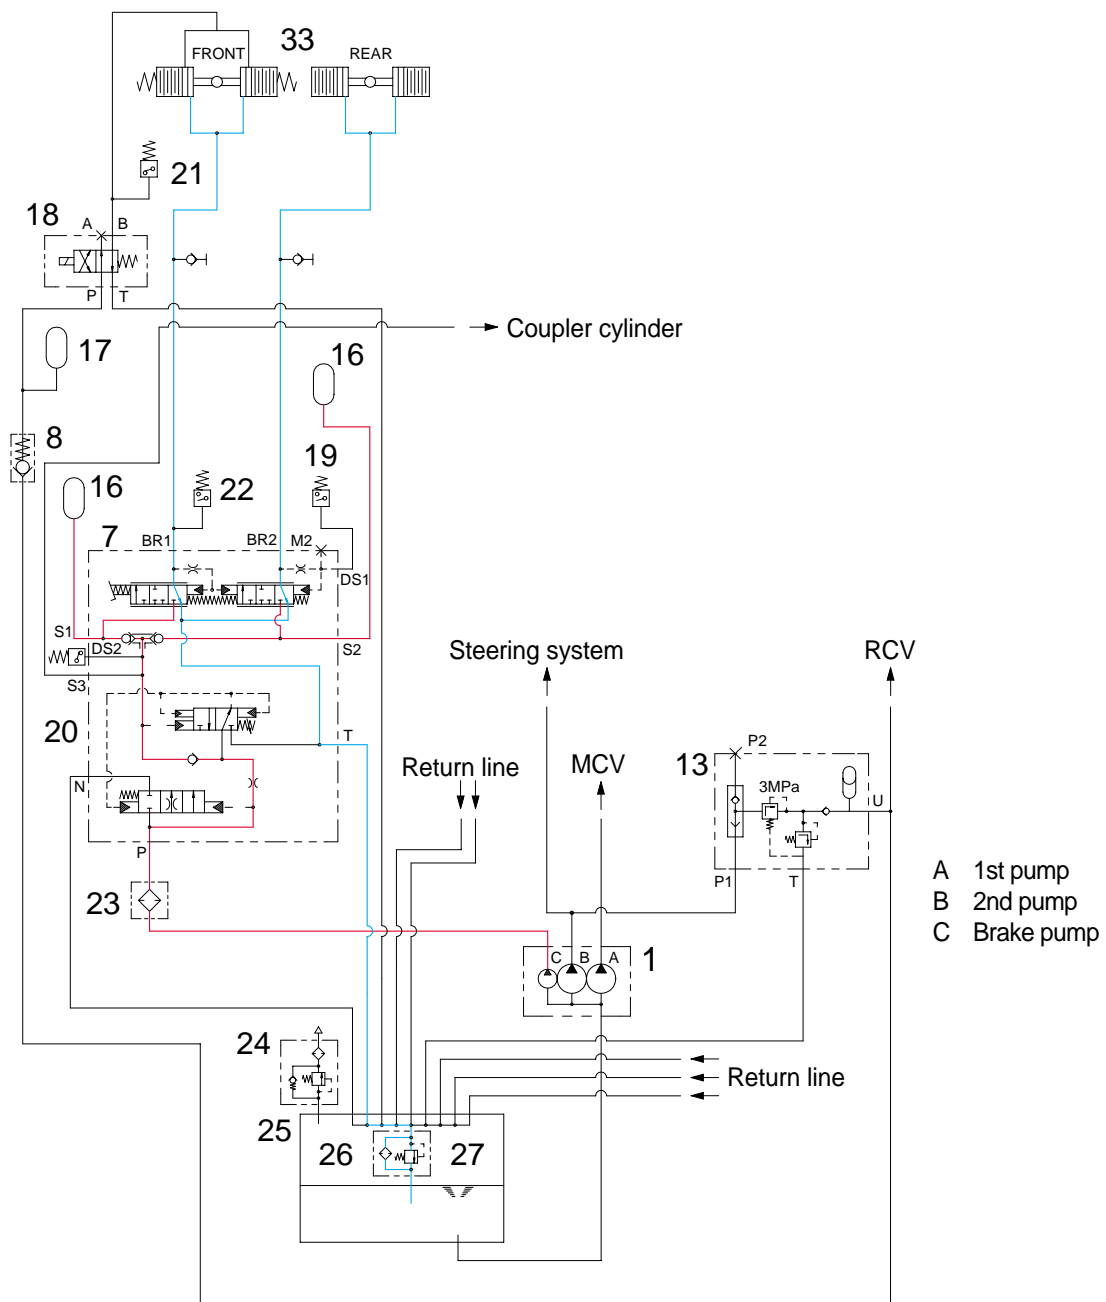 FRONT
33
REAR
21
18
A
B
P
T
Coupler cylinder
17
16
8
19
16
22
7
BR1
BR2
M2
DS1
S1
DS2
S2
S3
Steering system
RCV
20
T
N
Return line
MCV
13
P2
3MPa
U
P
P1
T
A 1st pump
B 2nd pump
C Brake pump
23
C
B
A
1
24
Return line
25
26
27